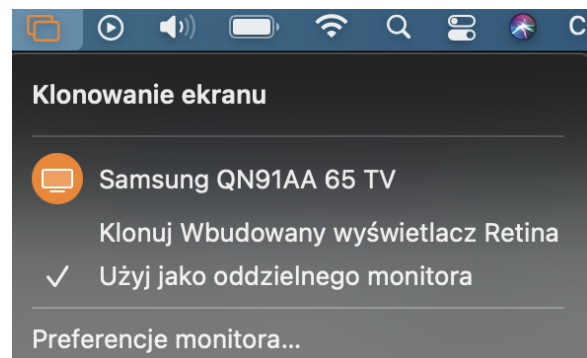 C
Klonowanie ekranu
Samsung QN91AA 65 TV
Klonuj Wbudowany wyświetlacz Retina
Użyj jako oddzielnego monitora
Preferencje monitora...